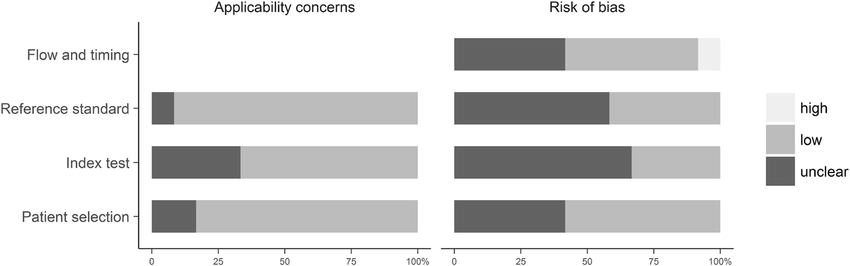 Applicability concerns
Risk of bias
Flow and timing
Reference standard
Index test
Patient selection
0 25 50 75 100%
0 25 50 75 100%
high
low
unclear